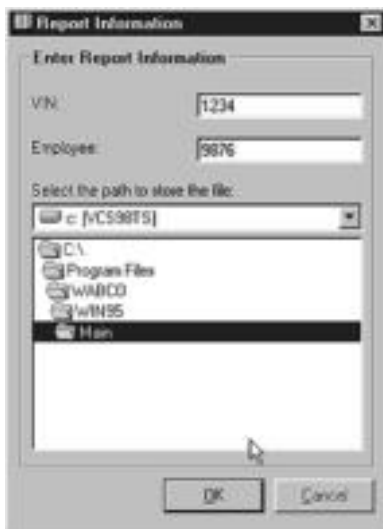 Report Information
Enter Report Information
VIN:
1234
Employee:
9876
Select the path to store the file:
c: [VCS98TS]
C:\
Program Files
WABCO
WIN95
Main
OK
Cancel